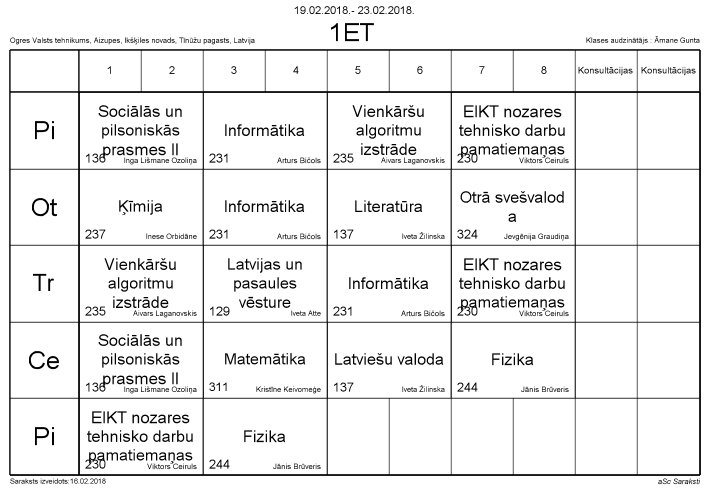 19.02.2018.- 23.02.2018.
1ET
Ogres Valsts tehnikums, Aizupes, Ikšķiles novads, Tīnūžu pagasts, Latvija
Klases audzinātājs : Āmane Gunta
1 2 3 4 5 6 7 8 Konsultācijas Konsultācijas
Pi
Sociālās un
pilsoniskās
prasmes II
136 Inga Lišmane Ozoliņa
Informātika
231 Arturs Bičols
Vienkāršu
algoritmu
izstrāde
235 Aivars Laganovskis
EIKT nozares
tehnisko darbu
pamatiemaņas
230 Viktors Ceiruls
Ot
Ķīmija
237 Inese Orbidāne
Informātika
231 Arturs Bičols
Literatūra
137 Iveta Žilinska
Otrā svešvalod
a
324 Jevgēnija Graudiņa
Tr
Vienkāršu
algoritmu
izstrāde
235 Aivars Laganovskis
Latvijas un
pasaules
vēsture
129 Iveta Atte
Informātika
231 Arturs Bičols
EIKT nozares
tehnisko darbu
pamatiemaņas
230 Viktors Ceiruls
Ce
Sociālās un
pilsoniskās
prasmes II
136 Inga Lišmane Ozoliņa
Matemātika
311 Kristīne Keivomeģe
Latviešu valoda
137 Iveta Žilinska
Fizika
244 Jānis Brūveris
Pi
EIKT nozares
tehnisko darbu
pamatiemaņas
230 Viktors Ceiruls
Fizika
244 Jānis Brūveris
Saraksts izveidots:16.02.2018
aSc Saraksti